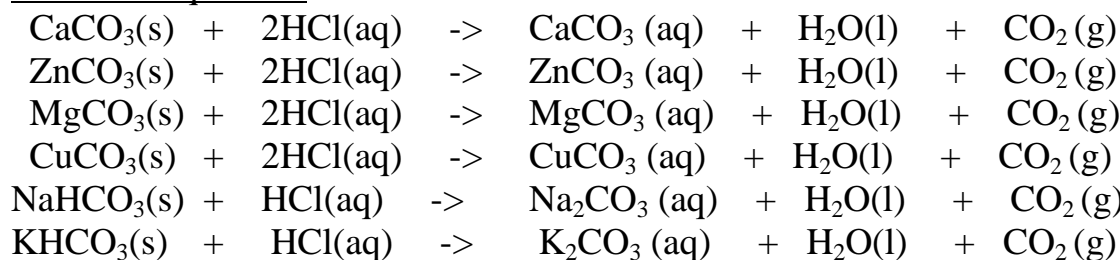 CaCO₃(s) + 2HCl(aq) -> CaCO₃ (aq) + H₂O(l) + CO₂ (g)
ZnCO₃(s) + 2HCl(aq) -> ZnCO₃ (aq) + H₂O(l) + CO₂ (g)
MgCO₃(s) + 2HCl(aq) -> MgCO₃ (aq) + H₂O(l) + CO₂ (g)
CuCO₃(s) + 2HCl(aq) -> CuCO₃ (aq) + H₂O(l) + CO₂ (g)
NaHCO₃(s) + HCl(aq) -> Na₂CO₃ (aq) + H₂O(l) + CO₂ (g)
KHCO₃(s) + HCl(aq) -> K₂CO₃ (aq) + H₂O(l) + CO₂ (g)